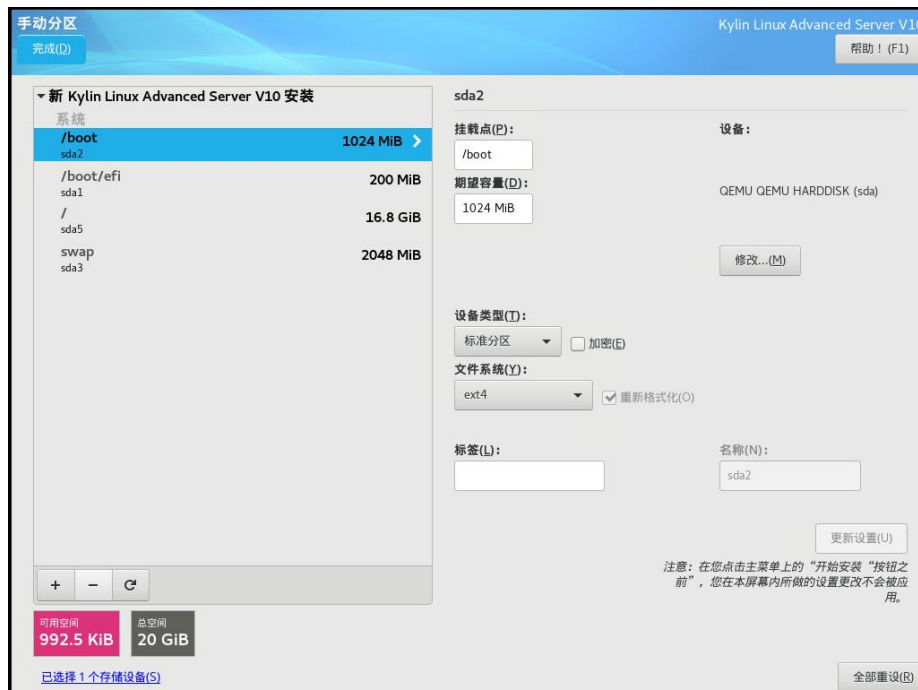 手动分区
Kylin Linux Advanced Server V10
完成(D)
帮助！(F1)
新 Kylin Linux Advanced Server V10 安装
系统
/boot
1024 MiB
sda2
/boot/efi
200 MiB
sda1
/
16.8 GiB
sda5
swap
2048 MiB
sda3
sda2
挂载点(P)：
设备：
/boot
期望容量(D)：
QEMU QEMU HARDDISK (sda)
1024 MiB
修改...(M)
设备类型(T)：
标准分区
加密(E)
文件系统(Y)：
ext4
重新格式化(O)
标签(L)：
名称(N)：
sda2
更新设置(U)
注意：在您点击主菜单上的“开始安装“按钮之
前”，您在本屏幕内所做的设置更改不会被应
用。
+
−
可用空间
992.5 KiB
总空间
20 GiB
已选择 1 个存储设备(S)
全部重设(R)